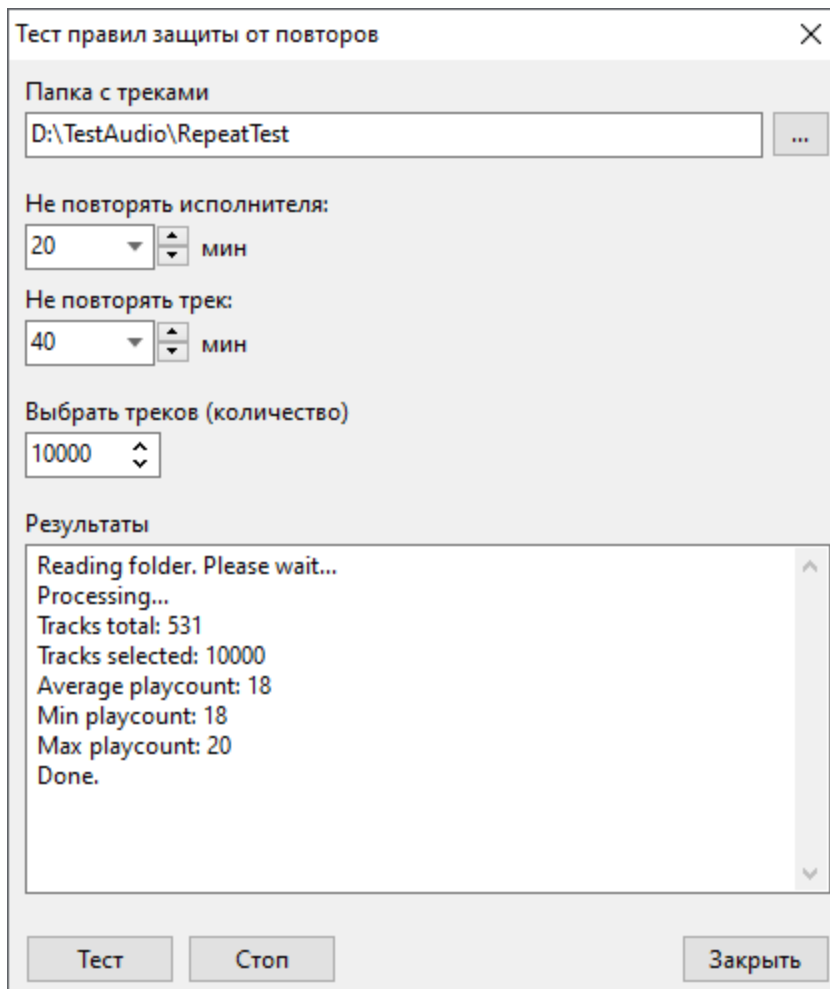 Тест правил защиты от повторов
Папка с треками
D:\TestAudio\RepeatTest
...
Не повторять исполнителя:
20 мин
Не повторять трек:
40 мин
Выбрать треков (количество)
10000
Результаты
Reading folder. Please wait...
Processing...
Tracks total: 531
Tracks selected: 10000
Average playcount: 18
Min playcount: 18
Max playcount: 20
Done.
Тест Стоп Закрыть